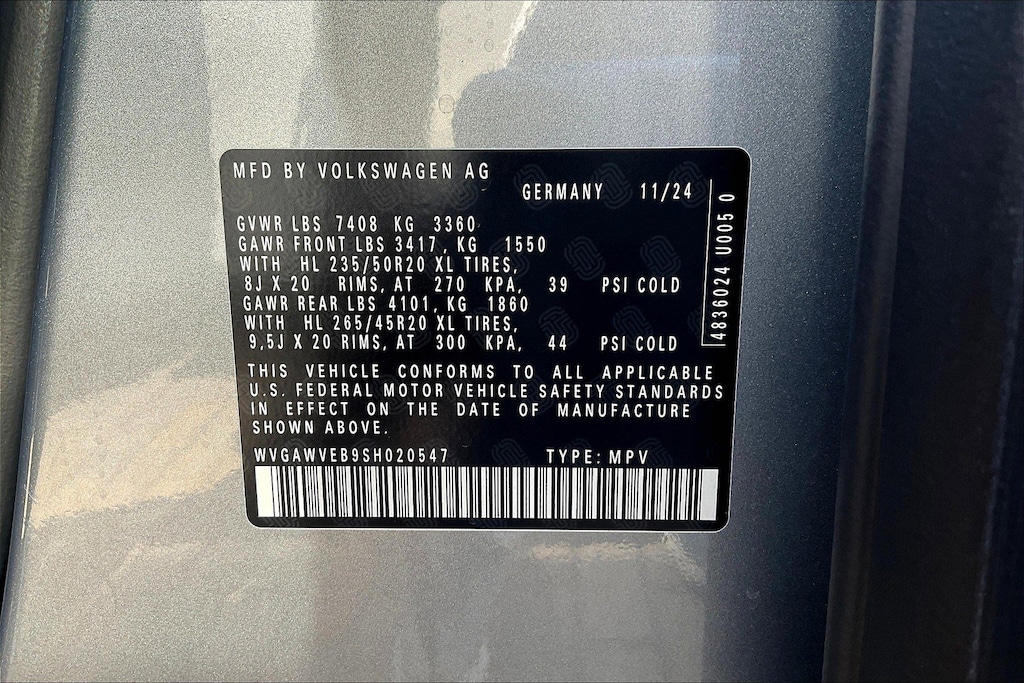 MFD BY VOLKSWAGEN AG
GERMANY 11/24
GVWR LBS 7408 KG 3360
GAWR FRONT LBS 3417, KG 1550
WITH HL 235/50R20 XL TIRES,
8J X 20 RIMS, AT 270 KPA, 39 PSI COLD
GAWR REAR LBS 4101, KG 1860
WITH HL 265/45R20 XL TIRES,
9,5J X 20 RIMS, AT 300 KPA, 44 PSI COLD
THIS VEHICLE CONFORMS TO ALL APPLICABLE
U.S. FEDERAL MOTOR VEHICLE SAFETY STANDARDS
IN EFFECT ON THE DATE OF MANUFACTURE
SHOWN ABOVE.
WVGAWVEB9SH020547 TYPE: MPV
4836024 U005 0